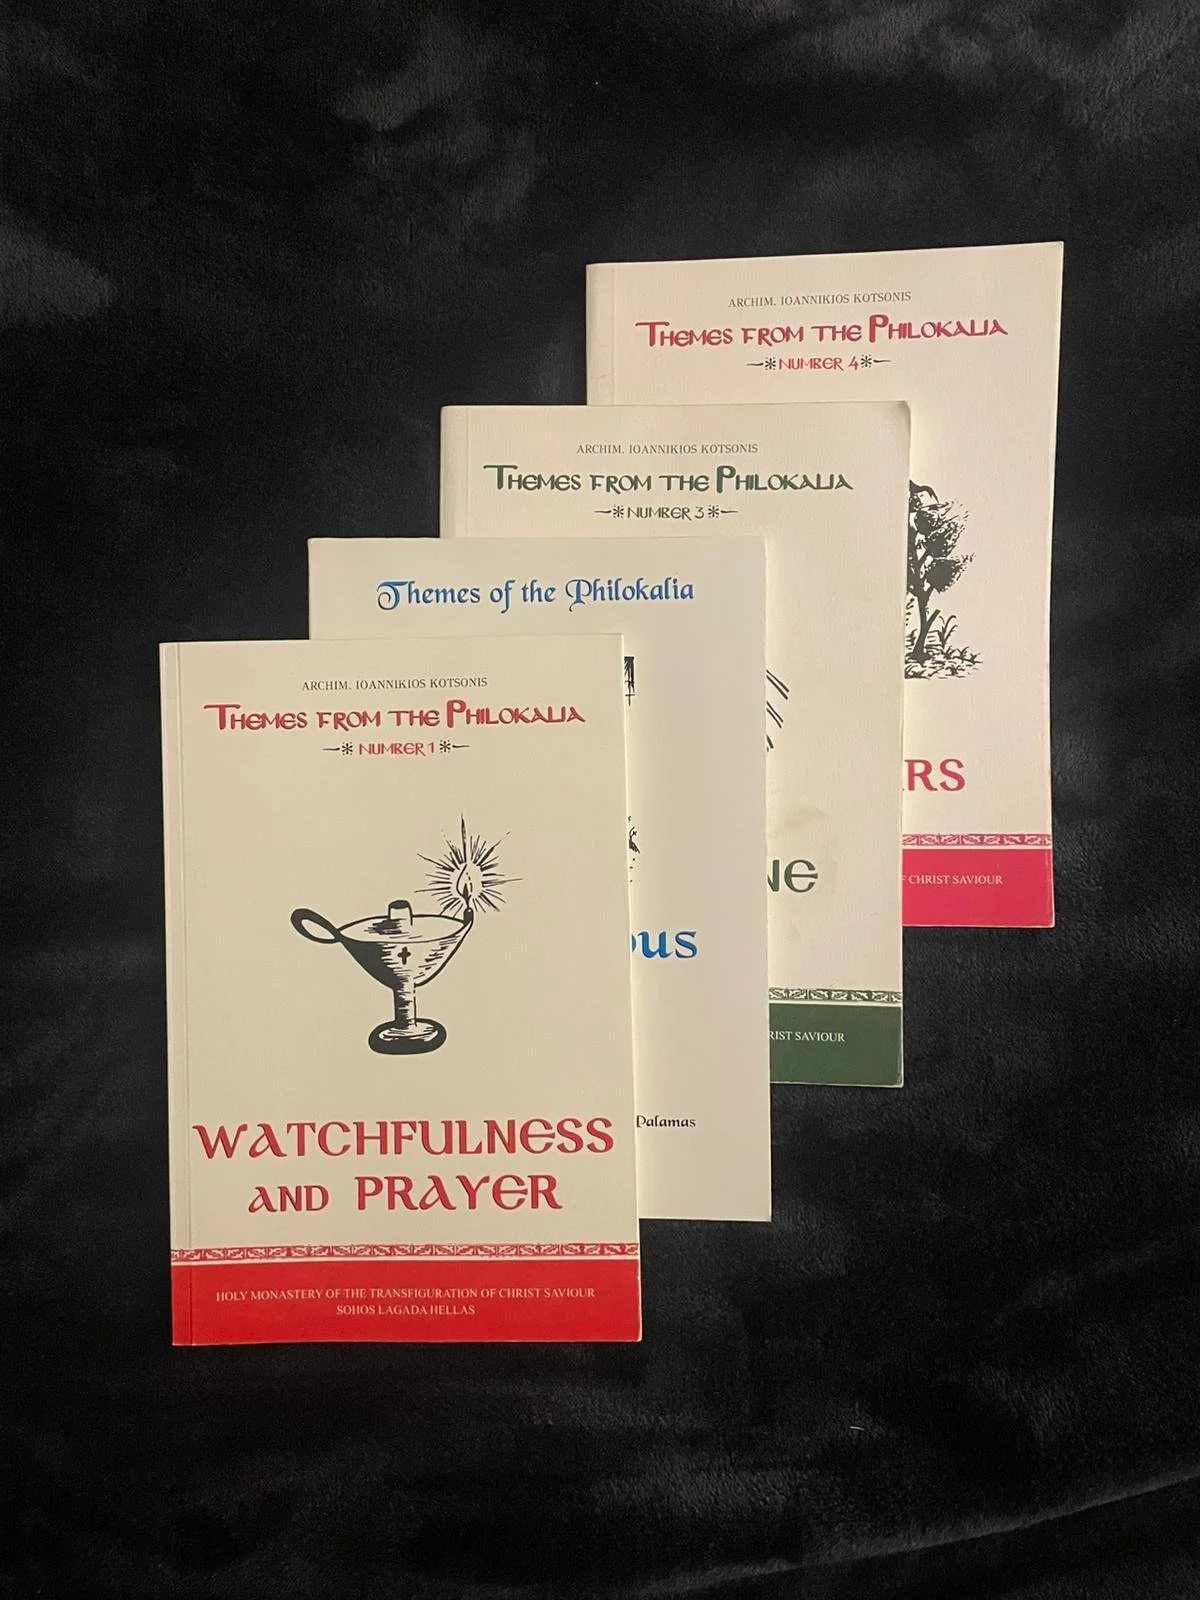 ARCHIM. IOANNIKIOS KOTSONIS
THEMES FROM THE PHILOKALIA
NUMBER 4
RS
CHRIST SAVIOUR
ARCHIM. IOANNIKIOS KOTSONIS
THEMES FROM THE PHILOKALIA
NUMBER 3
NE
RIST SAVIOUR
Themes of the Philokalia
ous
Palamas
ARCHIM. IOANNIKIOS KOTSONIS
THEMES FROM THE PHILOKALIA
NUMBER 1
WATCHFULNESS
AND PRAYER
HOLY MONASTERY OF THE TRANSFIGURATION OF CHRIST SAVIOUR
SOHOS LAGADA HELLAS